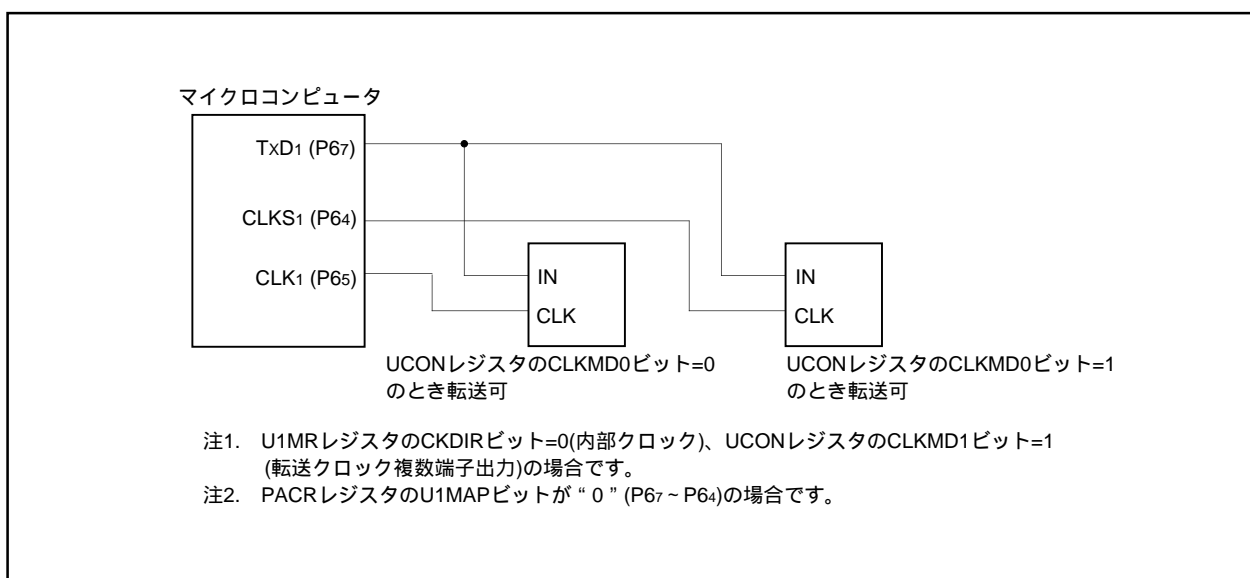 マイクロコンピュータ
TXD1 (P67)
CLKS1 (P64)
CLK1 (P65)
IN
CLK
IN
CLK
UCONレジスタのCLKMD0ビット=0
のとき転送可
UCONレジスタのCLKMD0ビット=1
のとき転送可
注1. U1MRレジスタのCKDIRビット=0(内部クロック)、UCONレジスタのCLKMD1ビット=1
(転送クロック複数端子出力)の場合です。
注2. PACRレジスタのU1MAPビットが“0”(P67~P64)の場合です。